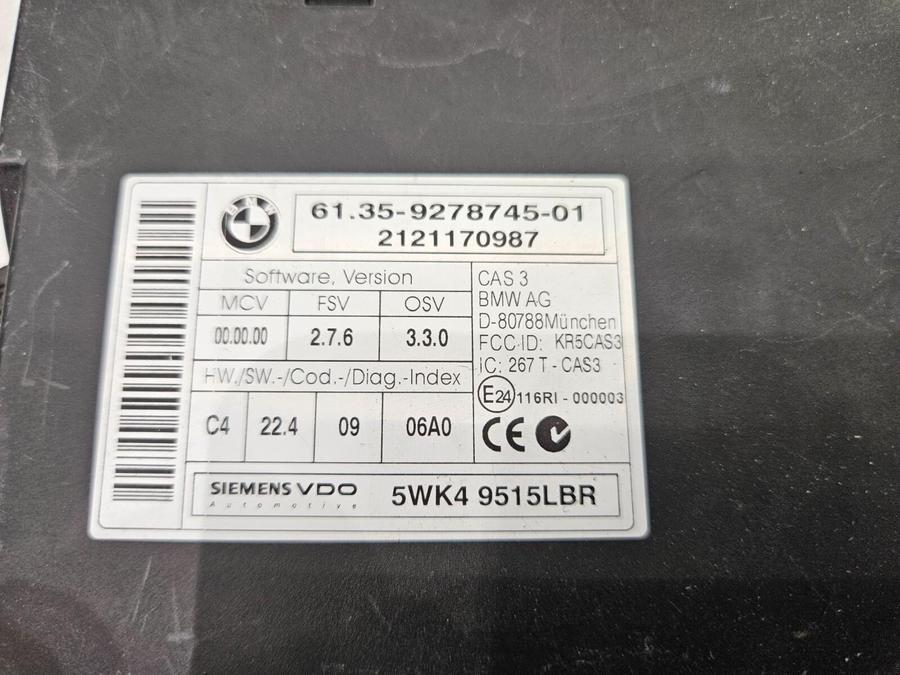 BMW
61.35-9278745-01
2121170987
Software, Version
MCV FSV OSV
00.00.00 2.7.6 3.3.0
HW./SW.-/Cod.-/Diag.-Index
C4 22.4 09 06A0
CAS 3
BMW AG
D-80788München
FCC ID: KR5CAS3
IC: 267 T - CAS3
E24 116RI - 000003
CE
SIEMENS VDO 5WK4 9515LBR
Automotive